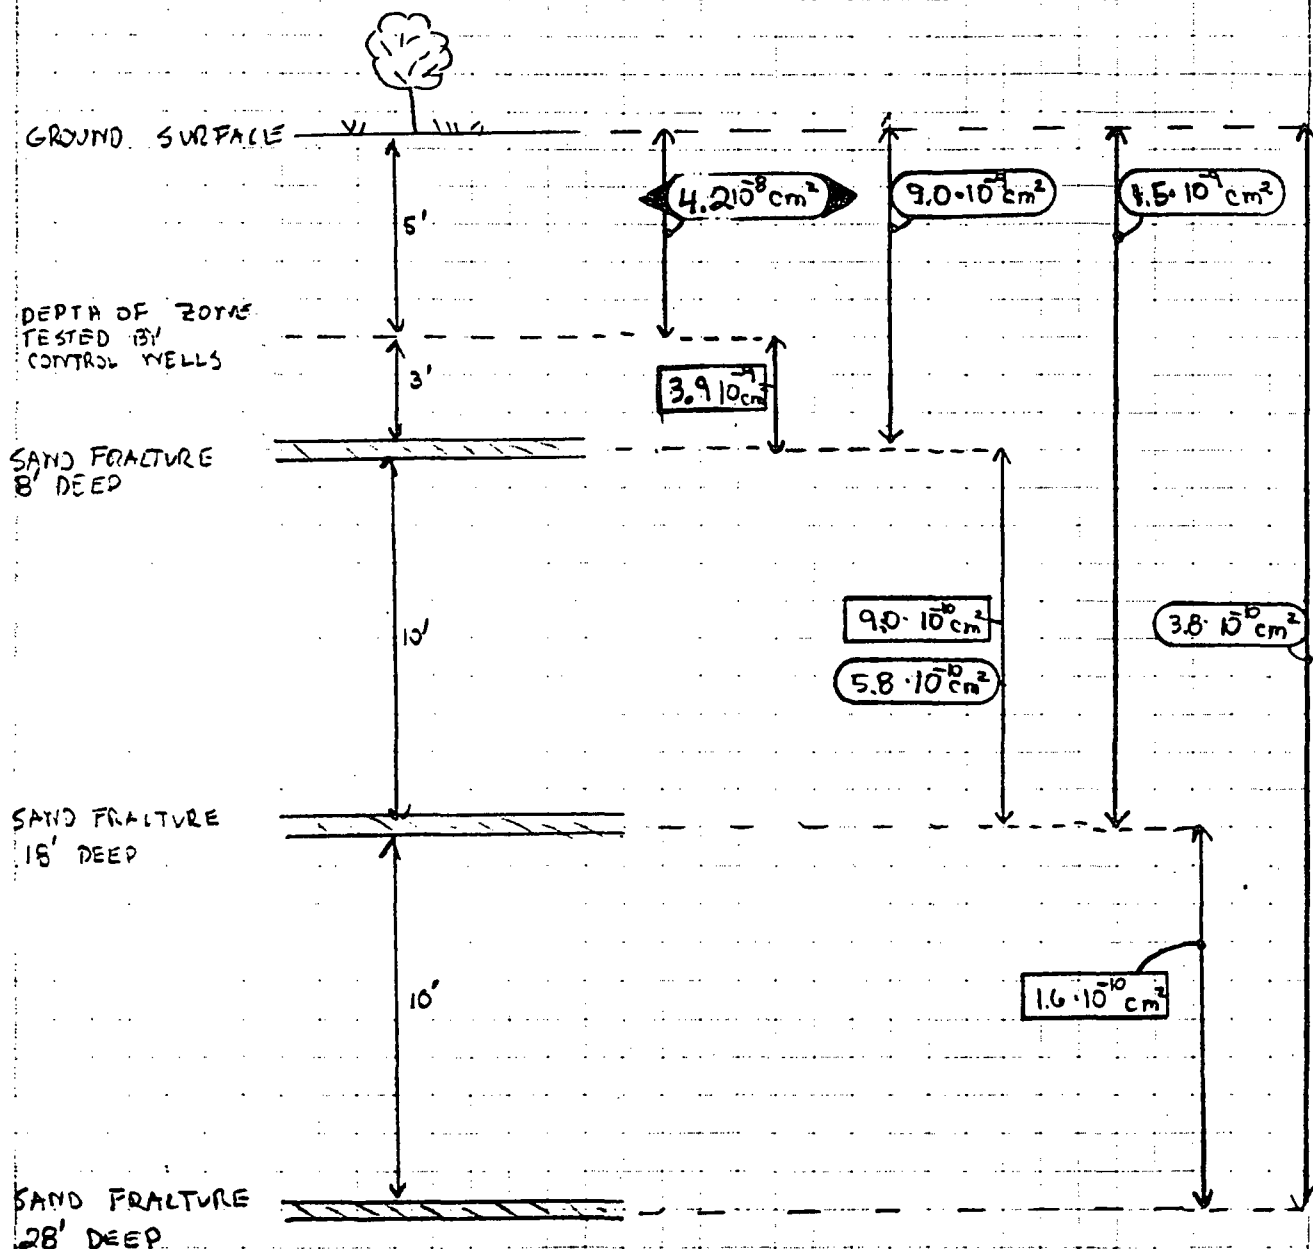 GROUND SURFACE
4.2 10⁻⁸ cm²
9.0·10⁻⁹ cm²
1.5·10⁻⁹ cm²
5'
DEPTH OF ZONE
TESTED BY
CONTROL WELLS
3'
3.9 10⁻⁹ cm
SAND FRACTURE
8' DEEP
10'
9.0·10⁻¹⁰ cm²
5.8·10⁻¹⁰ cm²
3.8·10⁻¹⁰ cm²
SAND FRACTURE
18' DEEP
10'
1.6·10⁻¹⁰ cm²
SAND FRACTURE
28' DEEP